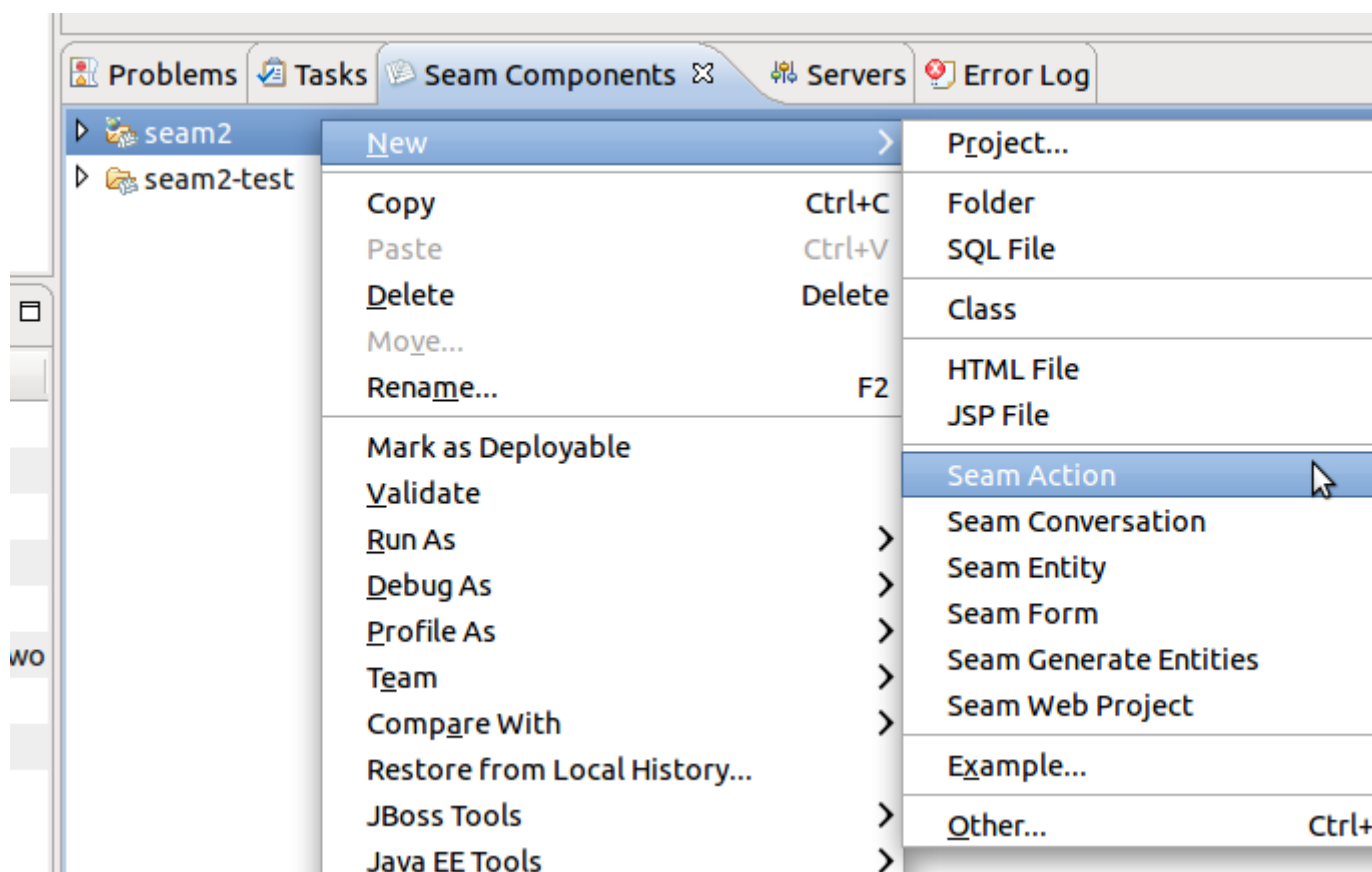 Problems Tasks Seam Components Servers Error Log
seam2
seam2-test
New
Copy Ctrl+C
Paste Ctrl+V
Delete Delete
Move...
Rename... F2
Mark as Deployable
Validate
Run As
Debug As
Profile As
Team
Compare With
Restore from Local History...
JBoss Tools
Java EE Tools
Project...
Folder
SQL File
Class
HTML File
JSP File
Seam Action
Seam Conversation
Seam Entity
Seam Form
Seam Generate Entities
Seam Web Project
Example...
Other... Ctrl+
wo